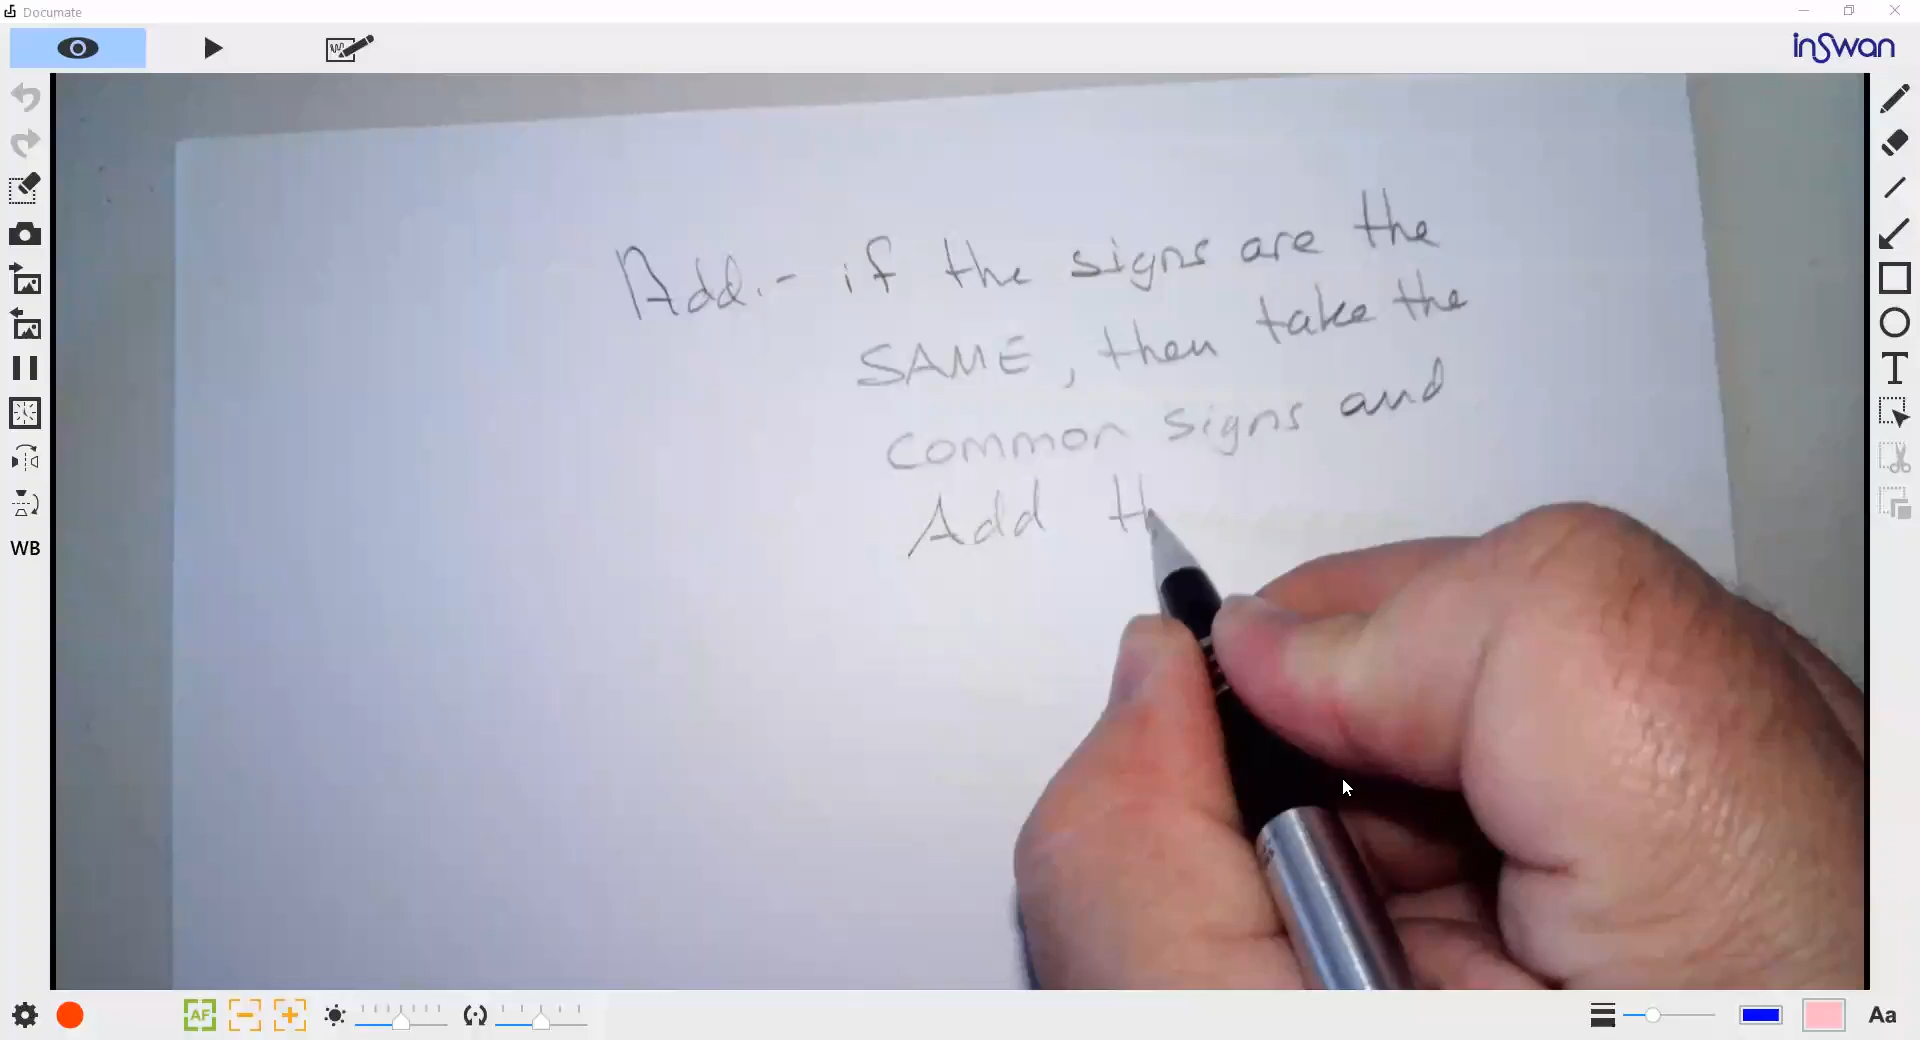 Documate
inSwan
Add.- if the signs are the
SAME, then take the
common signs and
Add
WB
AF
T
Aa